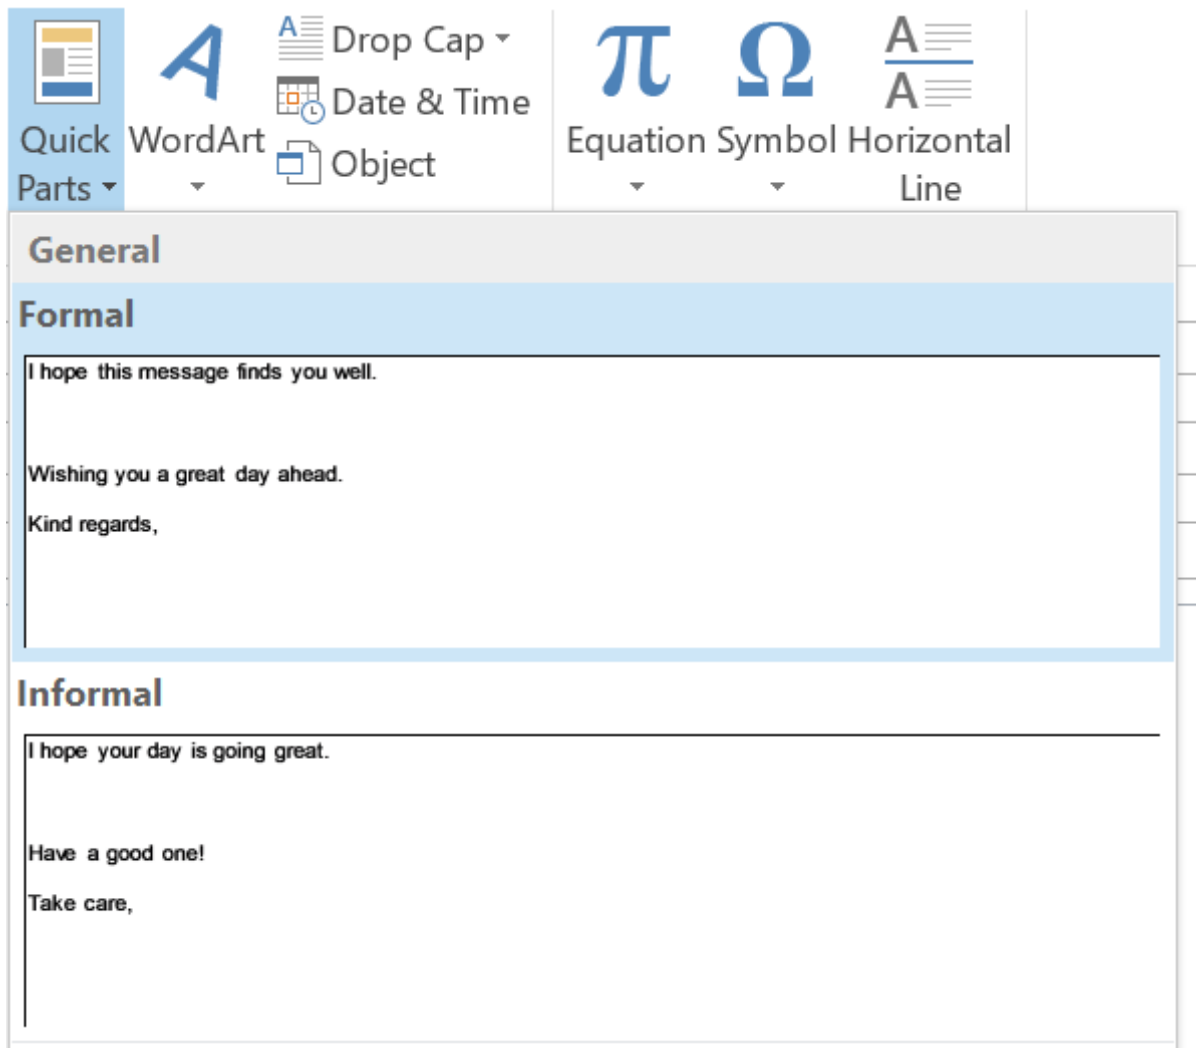 Quick Parts
WordArt
A Drop Cap
Date & Time
Object
π
Equation
Ω
Symbol
A
A
Horizontal Line
General
Formal
I hope this message finds you well.
Wishing you a great day ahead.
Kind regards,
Informal
I hope your day is going great.
Have a good one!
Take care,